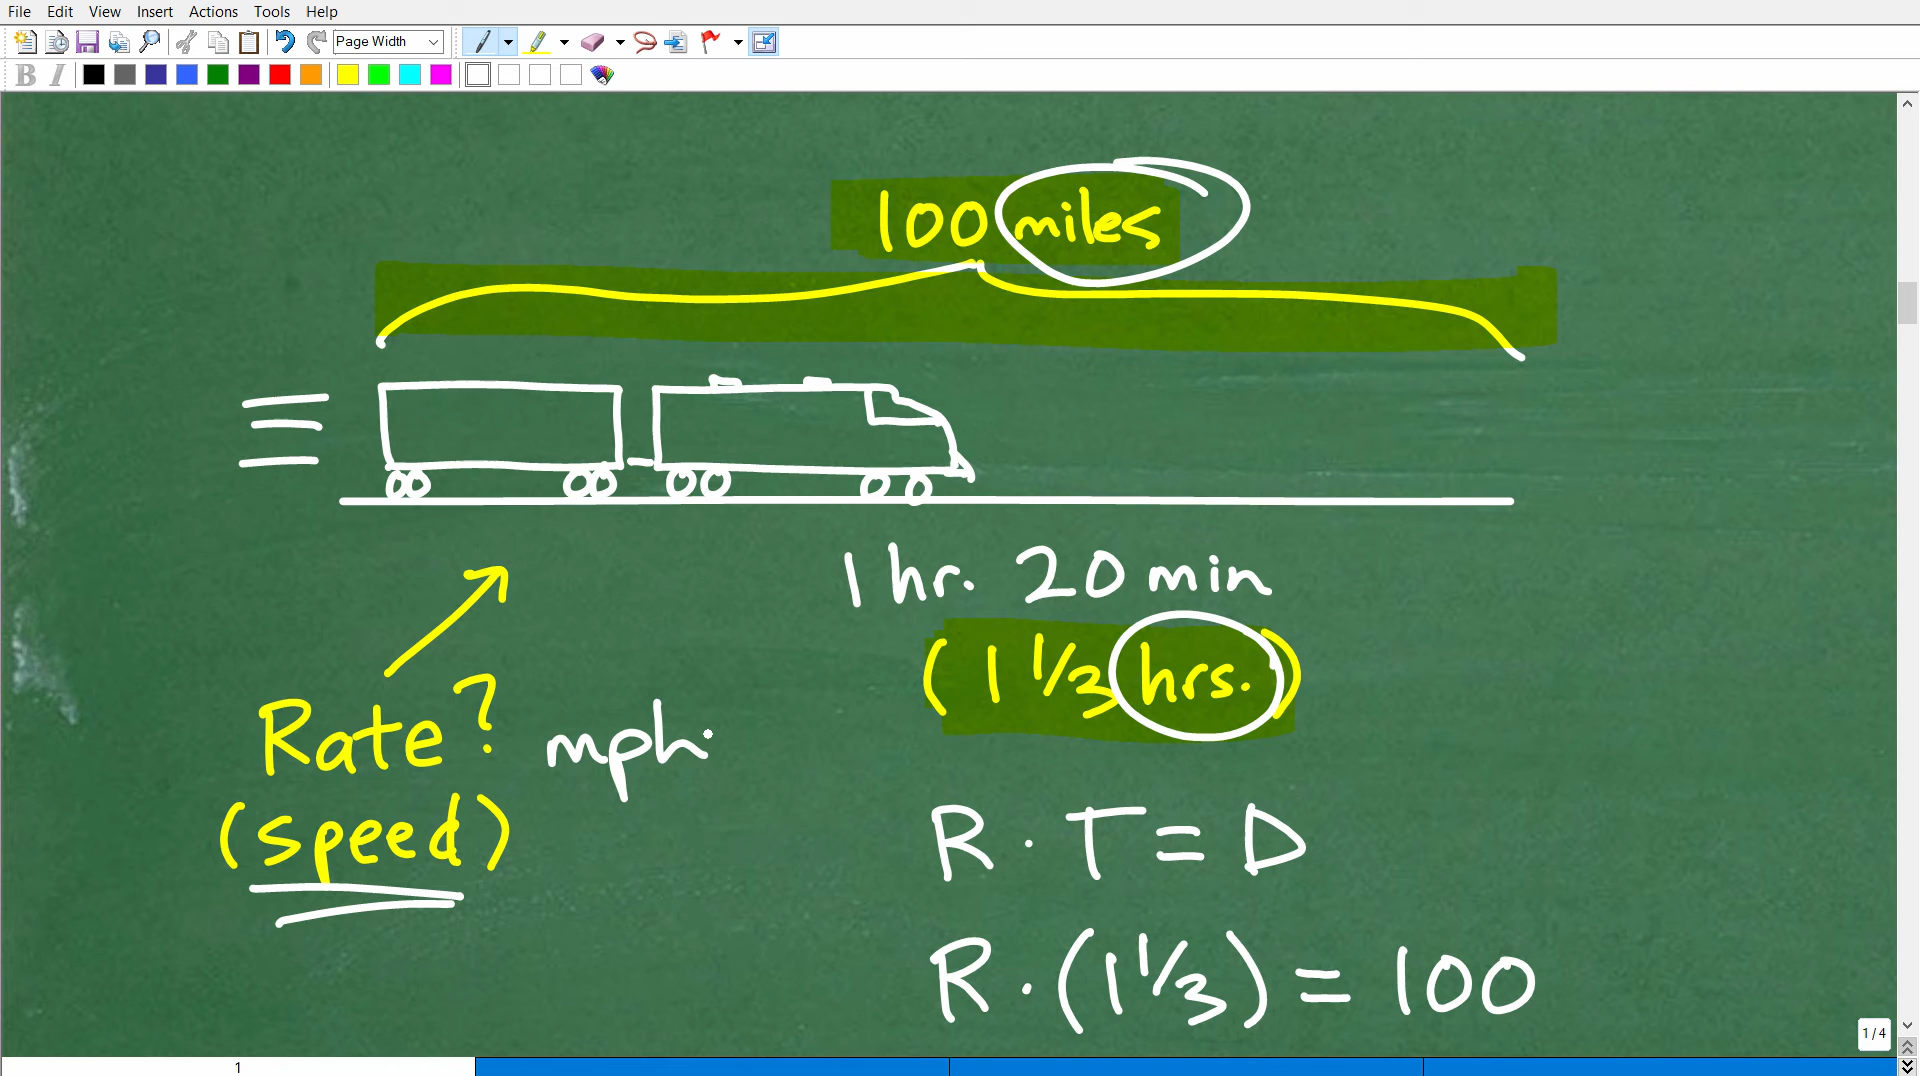 File Edit View Insert Actions Tools Help
Page Width
B I
100 miles
1 hr. 20 min
(1 1/3 hrs.)
Rate? mph
(speed)
R · T = D
R · (1 1/3) = 100
1 / 4
1